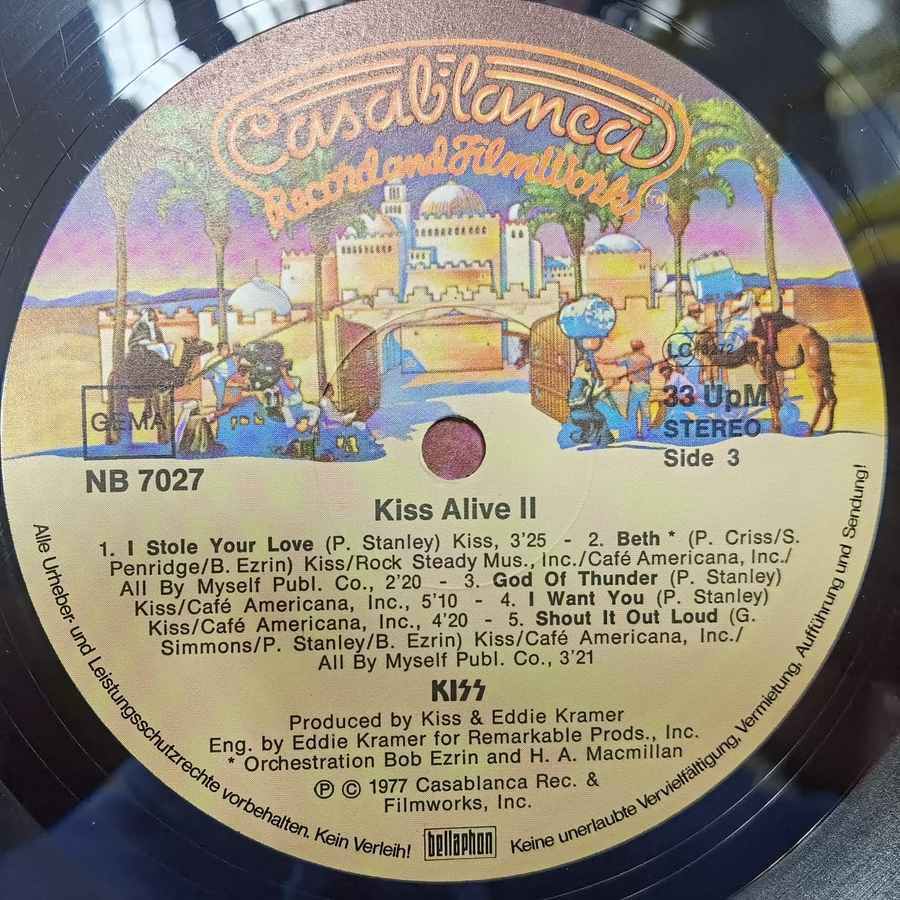 Casablanca
Record and FilmWorks
TM
GEMA
LC
33 UpM
STEREO
Side 3
NB 7027
Kiss Alive II
1. I Stole Your Love (P. Stanley) Kiss, 3'25 - 2. Beth * (P. Criss/S.
Penridge/B. Ezrin) Kiss/Rock Steady Mus., Inc./Café Americana, Inc./
All By Myself Publ. Co., 2'20 - 3. God Of Thunder (P. Stanley)
Kiss/Café Americana, Inc., 5'10 - 4. I Want You (P. Stanley)
Kiss/Café Americana, Inc., 4'20 - 5. Shout It Out Loud (G.
Simmons/P. Stanley/B. Ezrin) Kiss/Café Americana, Inc./
All By Myself Publ. Co., 3'21
KISS
Produced by Kiss & Eddie Kramer
Eng. by Eddie Kramer for Remarkable Prods., Inc.
* Orchestration Bob Ezrin and H. A. Macmillan
Ⓟ © 1977 Casablanca Rec. &
Filmworks, Inc.
Alle Urheber- und Leistungsschutzrechte vorbehalten. Kein Verleih!
bellaphon
Keine unerlaubte Vervielfältigung, Vermietung, Aufführung und Sendung!